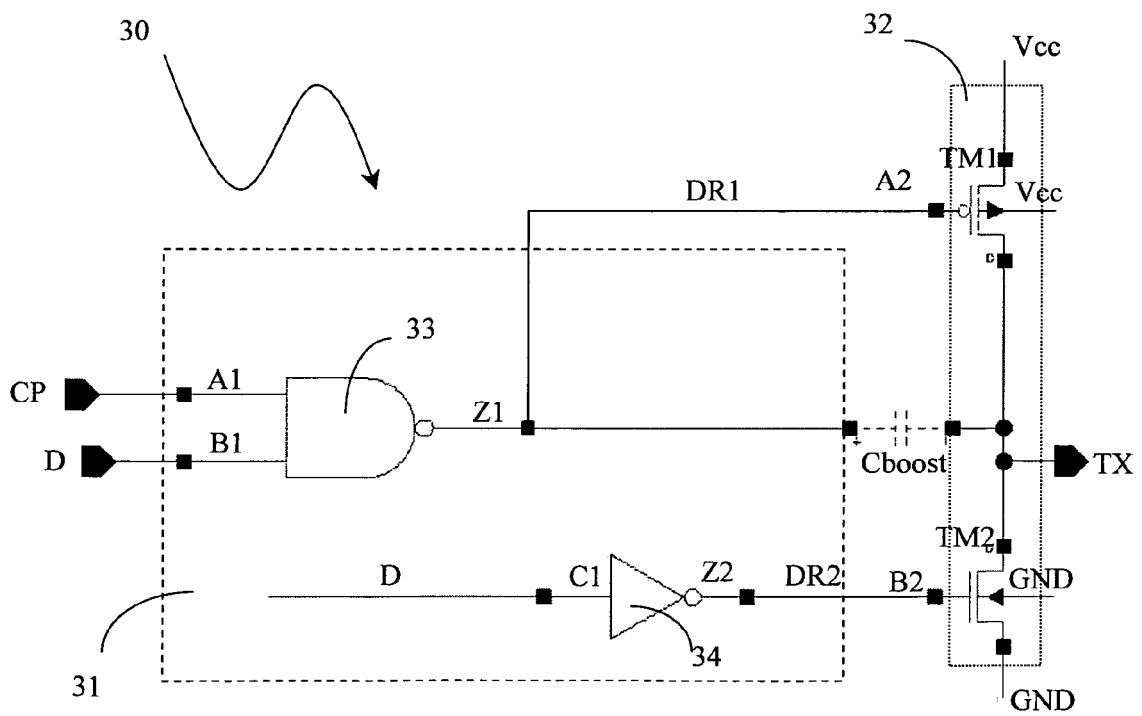 30
32
Vcc
TM1
DR1
A2
Vcc
33
CP
A1
Z1
D
B1
Cboost
TX
TM2
D
C1
Z2
DR2
B2
GND
34
31
GND